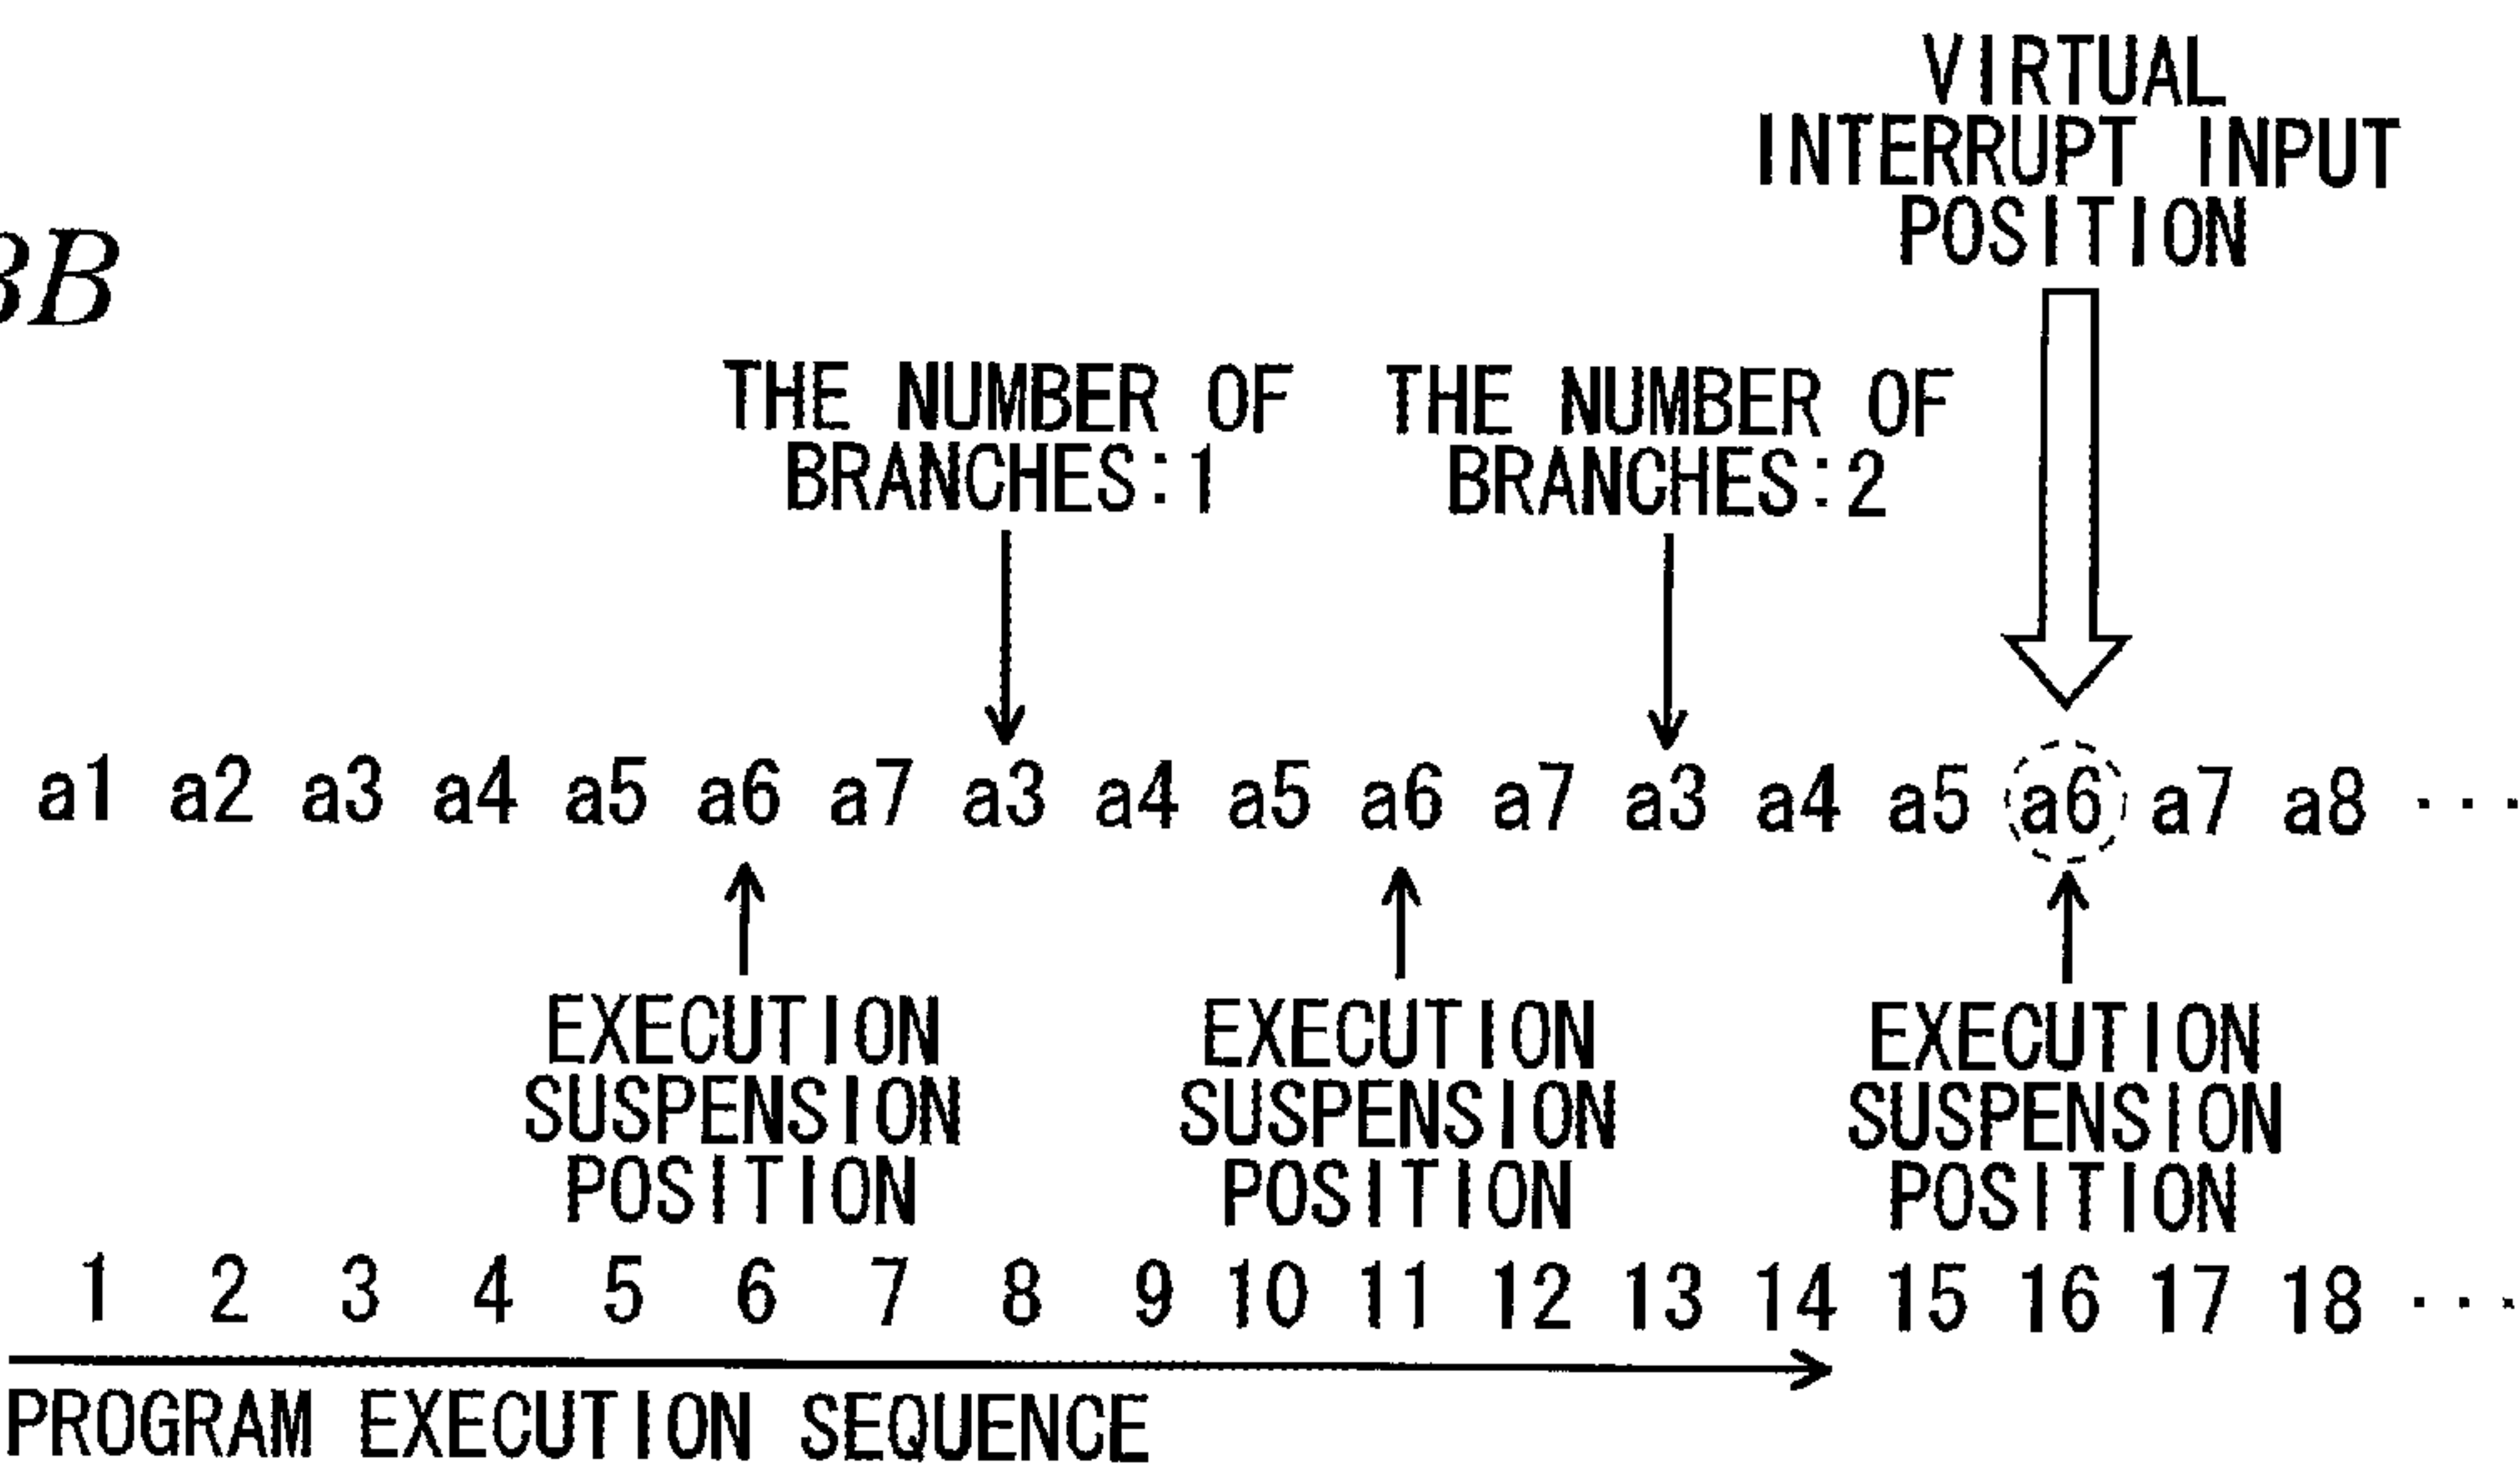 VIRTUAL
INTERRUPT INPUT
POSITION
BB
THE NUMBER OF
BRANCHES:1
THE NUMBER OF
BRANCHES:2
a1 a2 a3 a4 a5 a6 a7 a3 a4 a5 a6 a7 a3 a4 a5 a6 a7 a8 ···
EXECUTION
SUSPENSION
POSITION
EXECUTION
SUSPENSION
POSITION
EXECUTION
SUSPENSION
POSITION
1 2 3 4 5 6 7 8 9 10 11 12 13 14 15 16 17 18 ···
PROGRAM EXECUTION SEQUENCE